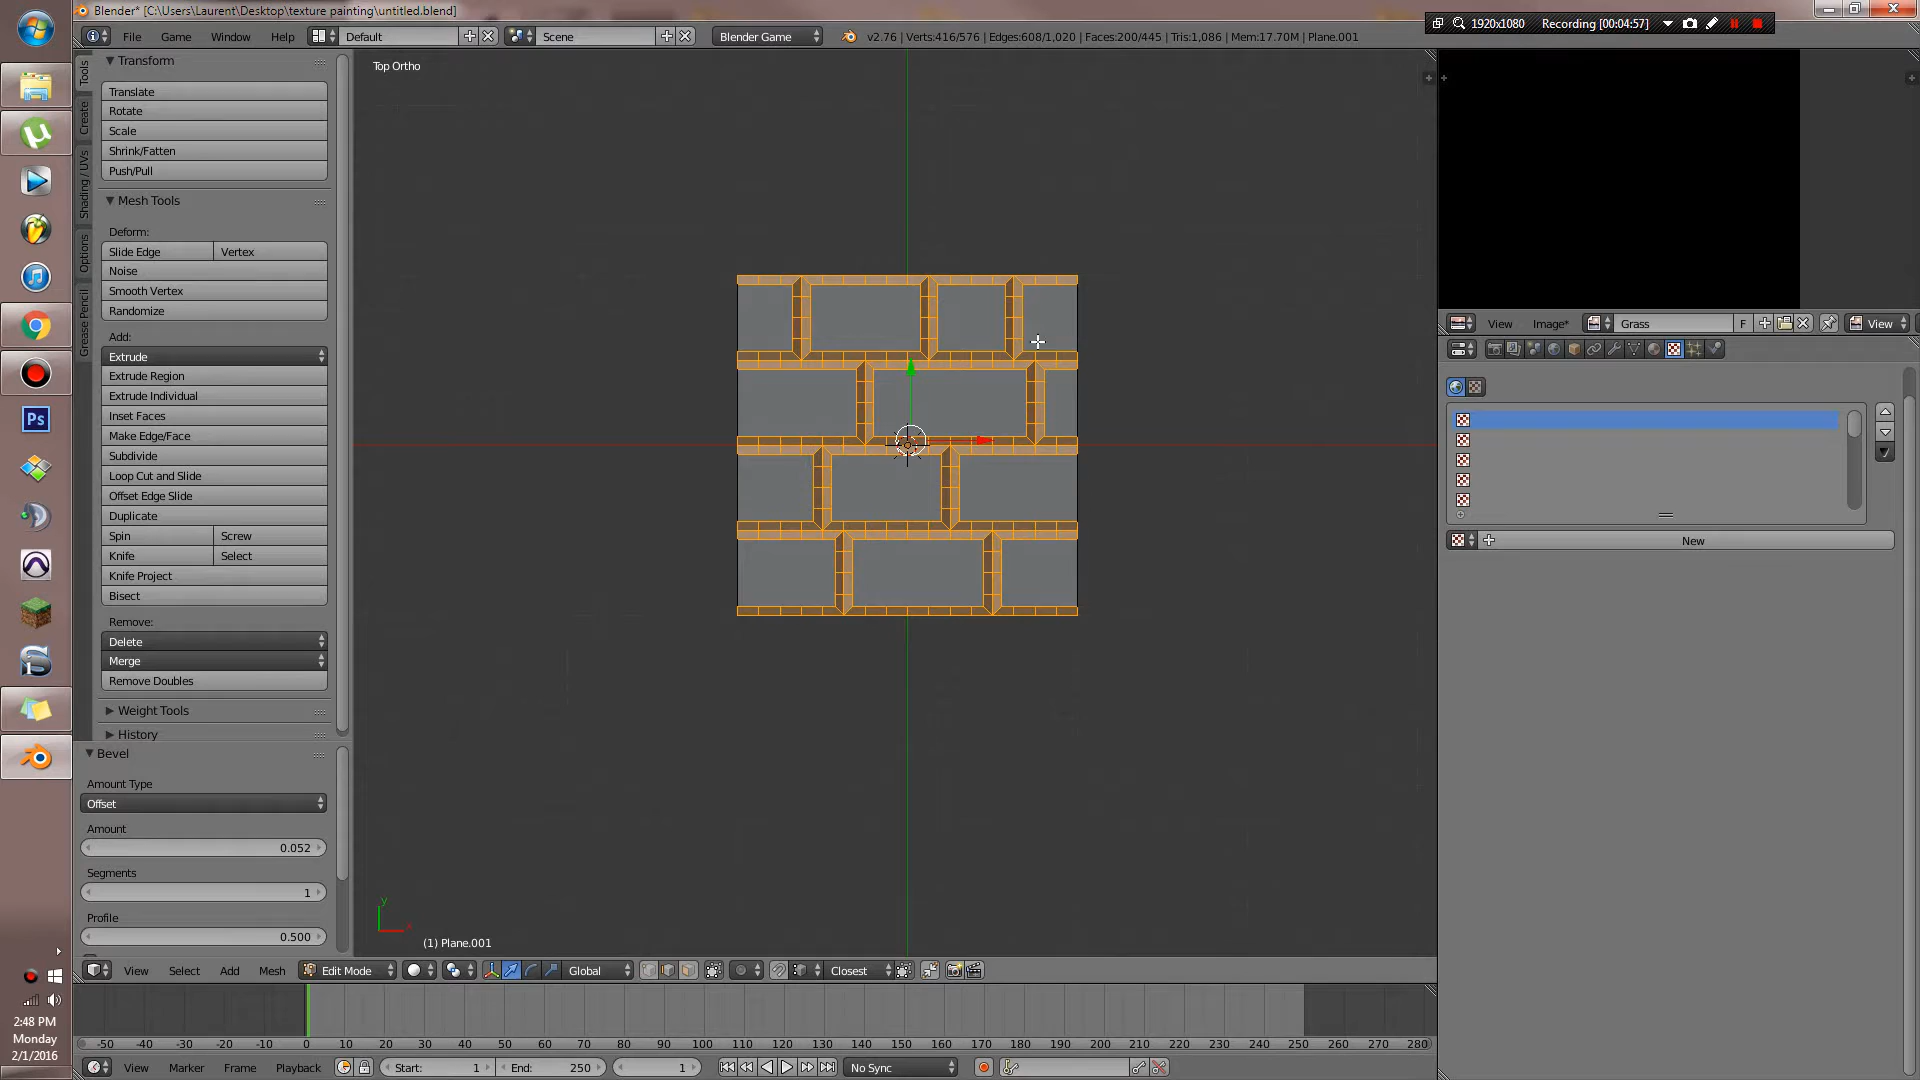 Blender* [C:\Users\Laurent\Desktop\texture painting\untitled.blend]
1920x1080 Recording [00:04:57]
File Game Window Help Default Scene Blender Game v2.76 | Verts:416/576 | Edges:608/1,020 | Faces:200/445 | Tris:1,086 | Mem:17.70M | Plane.001
Tools
Create
Shading / UVs
Options
Grease Pencil
Transform
Translate
Rotate
Scale
Shrink/Fatten
Push/Pull
Mesh Tools
Deform:
Slide Edge Vertex
Noise
Smooth Vertex
Randomize
Add:
Extrude
Extrude Region
Extrude Individual
Inset Faces
Make Edge/Face
Subdivide
Loop Cut and Slide
Offset Edge Slide
Duplicate
Spin Screw
Knife Select
Knife Project
Bisect
Remove:
Delete
Merge
Remove Doubles
Weight Tools
History
Bevel
Amount Type
Offset
Amount
0.052
Segments
1
Profile
0.500
Top Ortho
y
x
(1) Plane.001
View Image* Grass F View
New
View Select Add Mesh Edit Mode Global Closest
-50 -40 -30 -20 -10 0 10 20 30 40 50 60 70 80 90 100 110 120 130 140 150 160 170 180 190 200 210 220 230 240 250 260 270 280
View Marker Frame Playback Start: 1 End: 250 1 No Sync
Ps
2:48 PM
Monday
2/1/2016